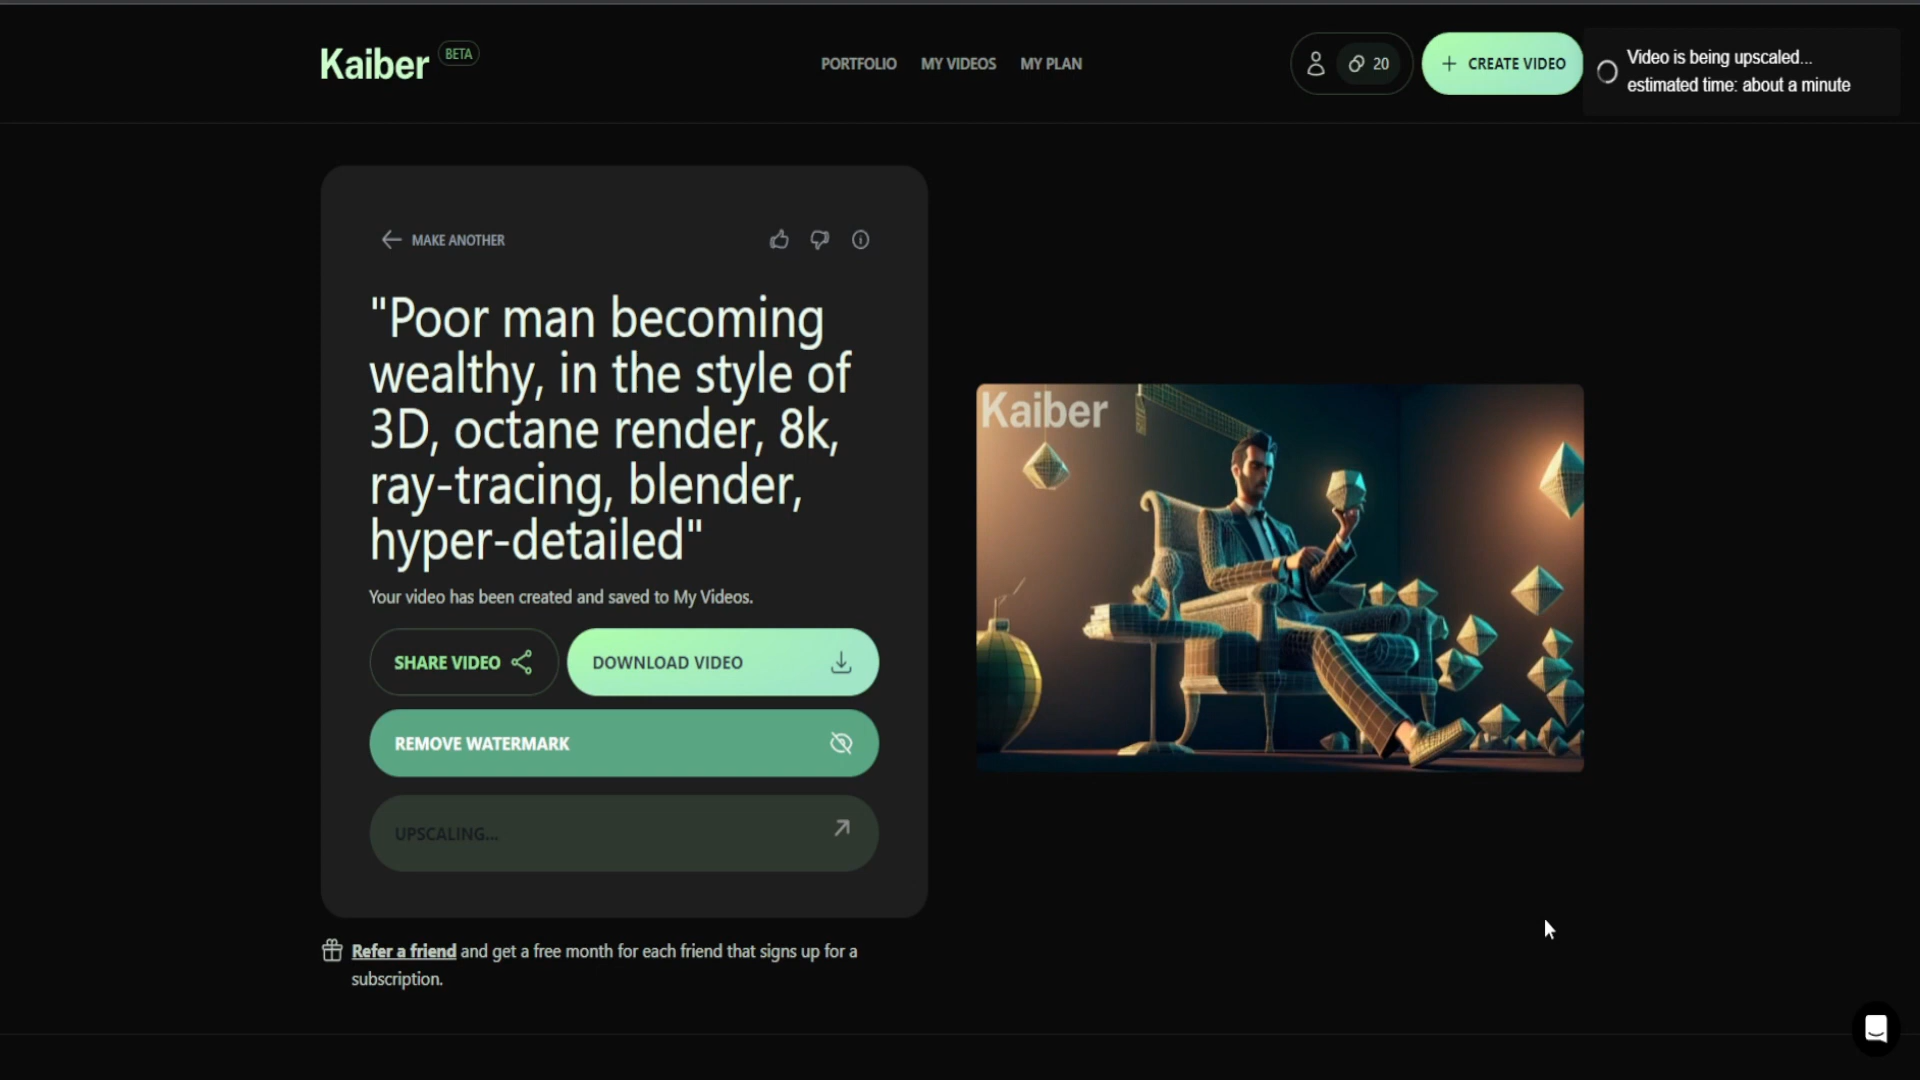 Kaiber BETA
PORTFOLIO MY VIDEOS MY PLAN
20
CREATE VIDEO
Video is being upscaled...
estimated time: about a minute
MAKE ANOTHER
"Poor man becoming
wealthy, in the style of
3D, octane render, 8k,
ray-tracing, blender,
hyper-detailed"
Your video has been created and saved to My Videos.
SHARE VIDEO
DOWNLOAD VIDEO
REMOVE WATERMARK
UPSCALING...
Kaiber
Refer a friend and get a free month for each friend that signs up for a
subscription.